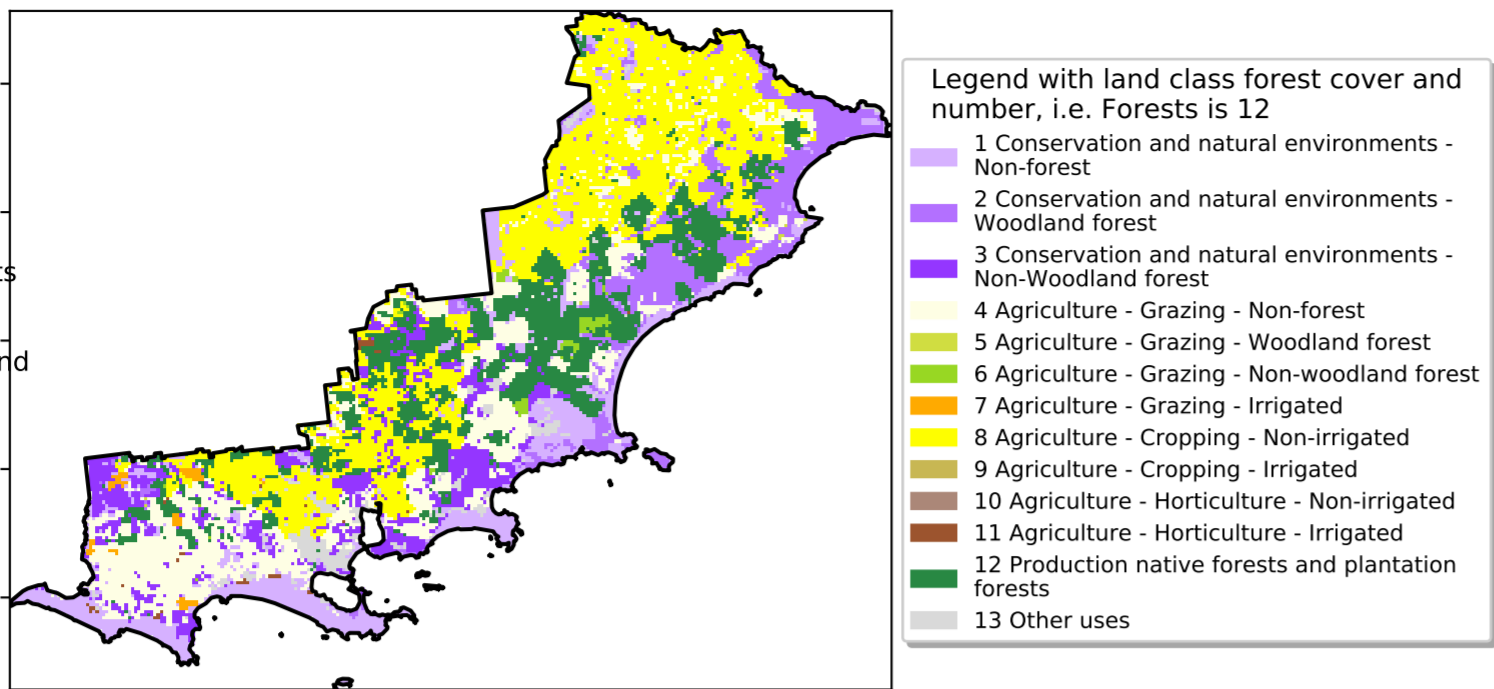 ts
nd
Legend with land class forest cover and
number, i.e. Forests is 12
1 Conservation and natural environments -
Non-forest
2 Conservation and natural environments -
Woodland forest
3 Conservation and natural environments -
Non-Woodland forest
4 Agriculture - Grazing - Non-forest
5 Agriculture - Grazing - Woodland forest
6 Agriculture - Grazing - Non-woodland forest
7 Agriculture - Grazing - Irrigated
8 Agriculture - Cropping - Non-irrigated
9 Agriculture - Cropping - Irrigated
10 Agriculture - Horticulture - Non-irrigated
11 Agriculture - Horticulture - Irrigated
12 Production native forests and plantation
forests
13 Other uses